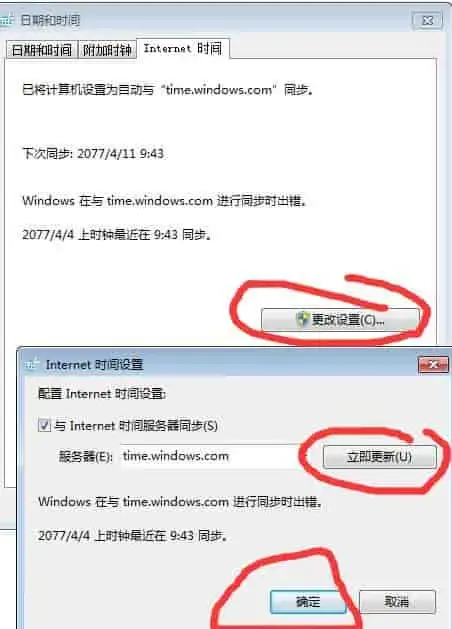 日期和时间
日期和时间 附加时钟 Internet 时间
已将计算机设置为自动与“time.windows.com”同步。
下次同步: 2077/4/11 9:43
Windows 在与 time.windows.com 进行同步时出错。
2077/4/4 上时钟最近在 9:43 同步。
更改设置(C)...
Internet 时间设置
配置 Internet 时间设置:
与 Internet 时间服务器同步(S)
服务器(E): time.windows.com 立即更新(U)
Windows 在与 time.windows.com 进行同步时出错。
2077/4/4 上时钟最近在 9:43 同步。
确定 取消